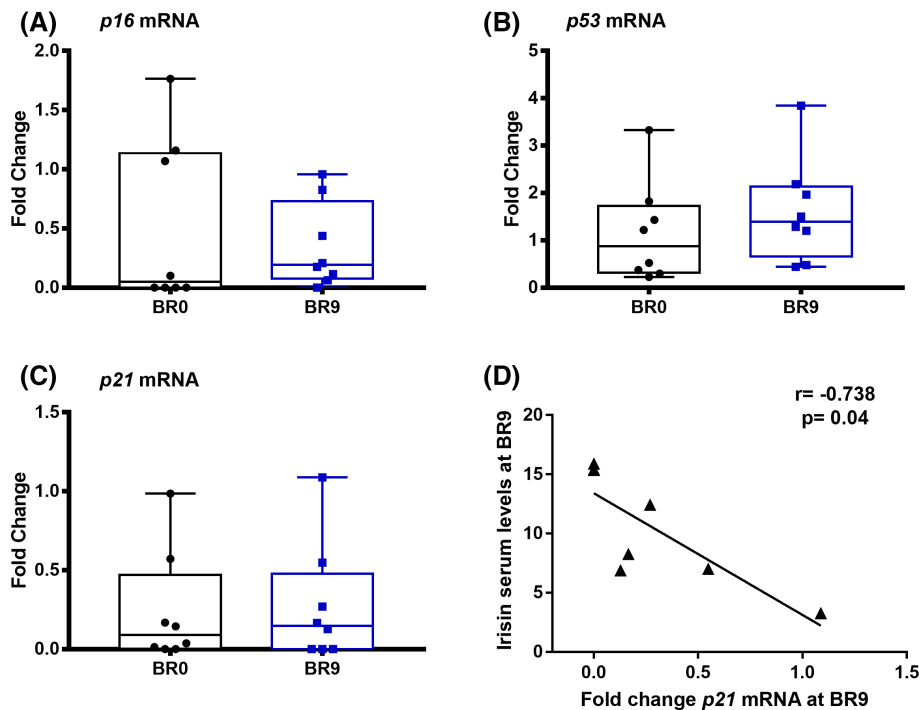 (A) p16 mRNA
Fold Change
2.0
1.5
1.0
0.5
0.0
BR0 BR9
(B) p53 mRNA
Fold Change
5
4
3
2
1
0
BR0 BR9
(C) p21 mRNA
Fold Change
1.5
1.0
0.5
0.0
BR0 BR9
(D)
r= -0.738
p= 0.04
Irisin serum levels at BR9
20
15
10
5
0
0.0 0.5 1.0 1.5
Fold change p21 mRNA at BR9